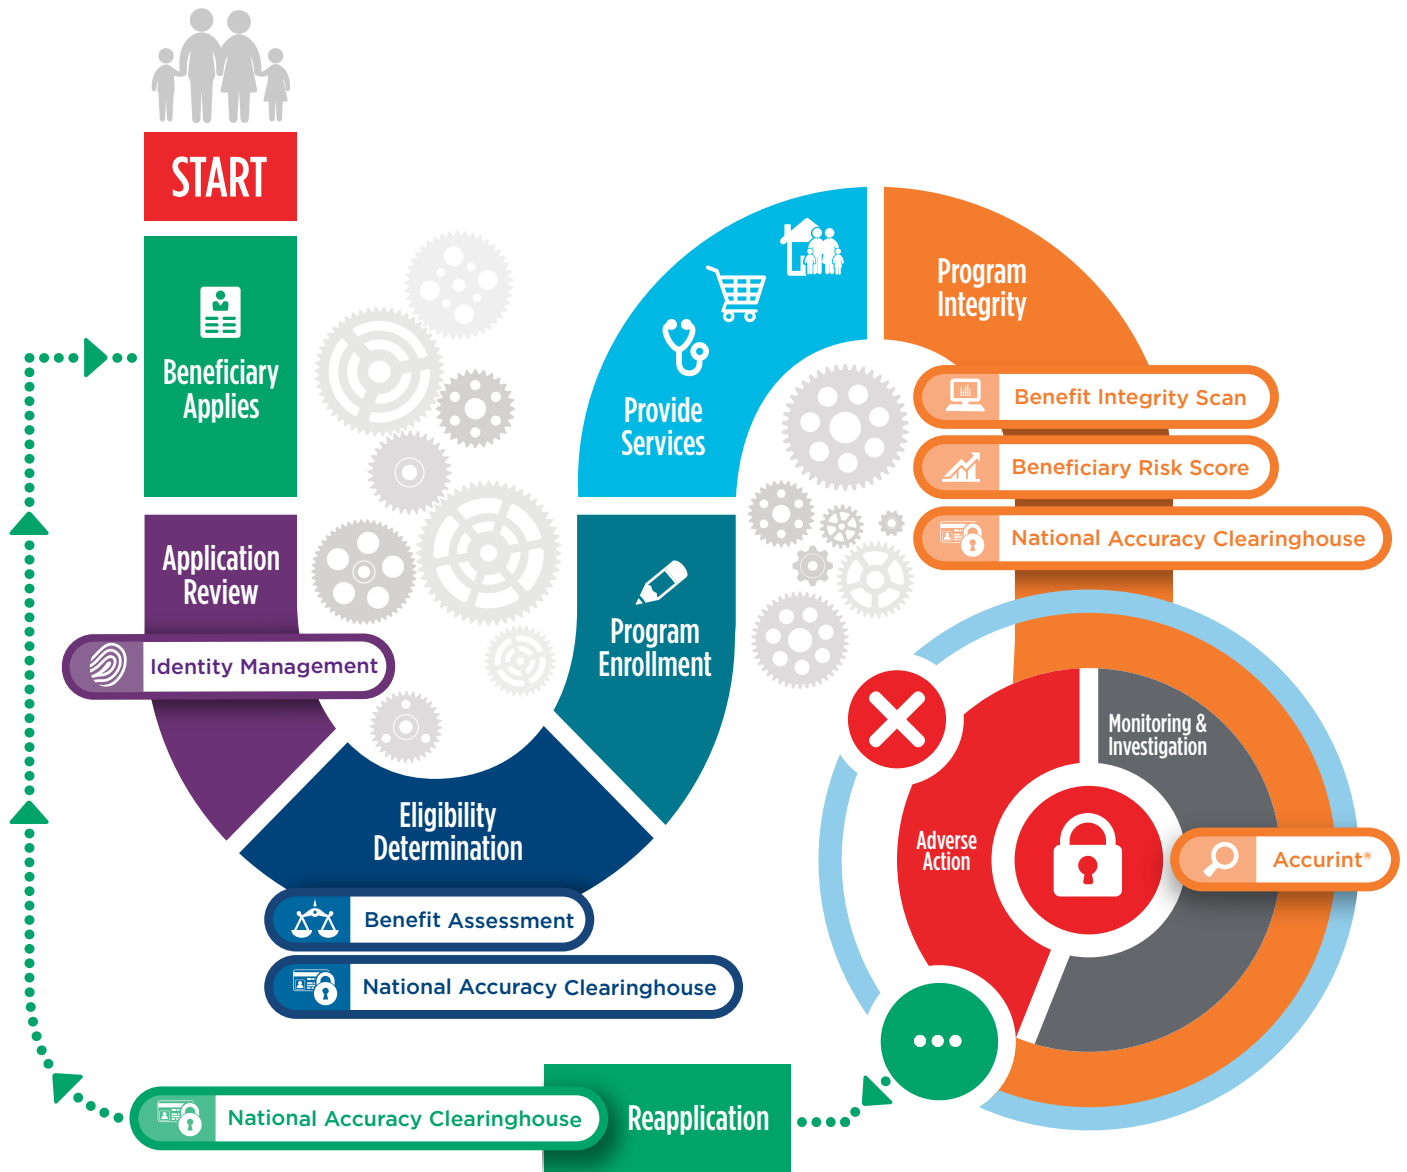 START
Beneficiary
Applies
Application
Review
Identity Management
Eligibility
Determination
Benefit Assessment
National Accuracy Clearinghouse
Program
Enrollment
Provide
Services
Program
Integrity
Benefit Integrity Scan
Beneficiary Risk Score
National Accuracy Clearinghouse
Monitoring &
Investigation
Accurint®
Adverse
Action
Reapplication
National Accuracy Clearinghouse